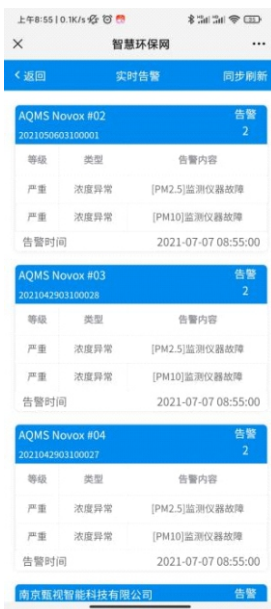 上午8:55 | 0.1K/s
智慧环保网
返回 实时告警 同步刷新
AQMS Novox #02 告警
2021050603100001 2
等级 类型 告警内容
严重 浓度异常 [PM2.5]监测仪器故障
严重 浓度异常 [PM10]监测仪器故障
告警时间 2021-07-07 08:55:00
AQMS Novox #03 告警
2021042903100028 2
等级 类型 告警内容
严重 浓度异常 [PM2.5]监测仪器故障
严重 浓度异常 [PM10]监测仪器故障
告警时间 2021-07-07 08:55:00
AQMS Novox #04 告警
2021042903100027 2
等级 类型 告警内容
严重 浓度异常 [PM2.5]监测仪器故障
严重 浓度异常 [PM10]监测仪器故障
告警时间 2021-07-07 08:55:00
南京甄视智能科技有限公司 告警